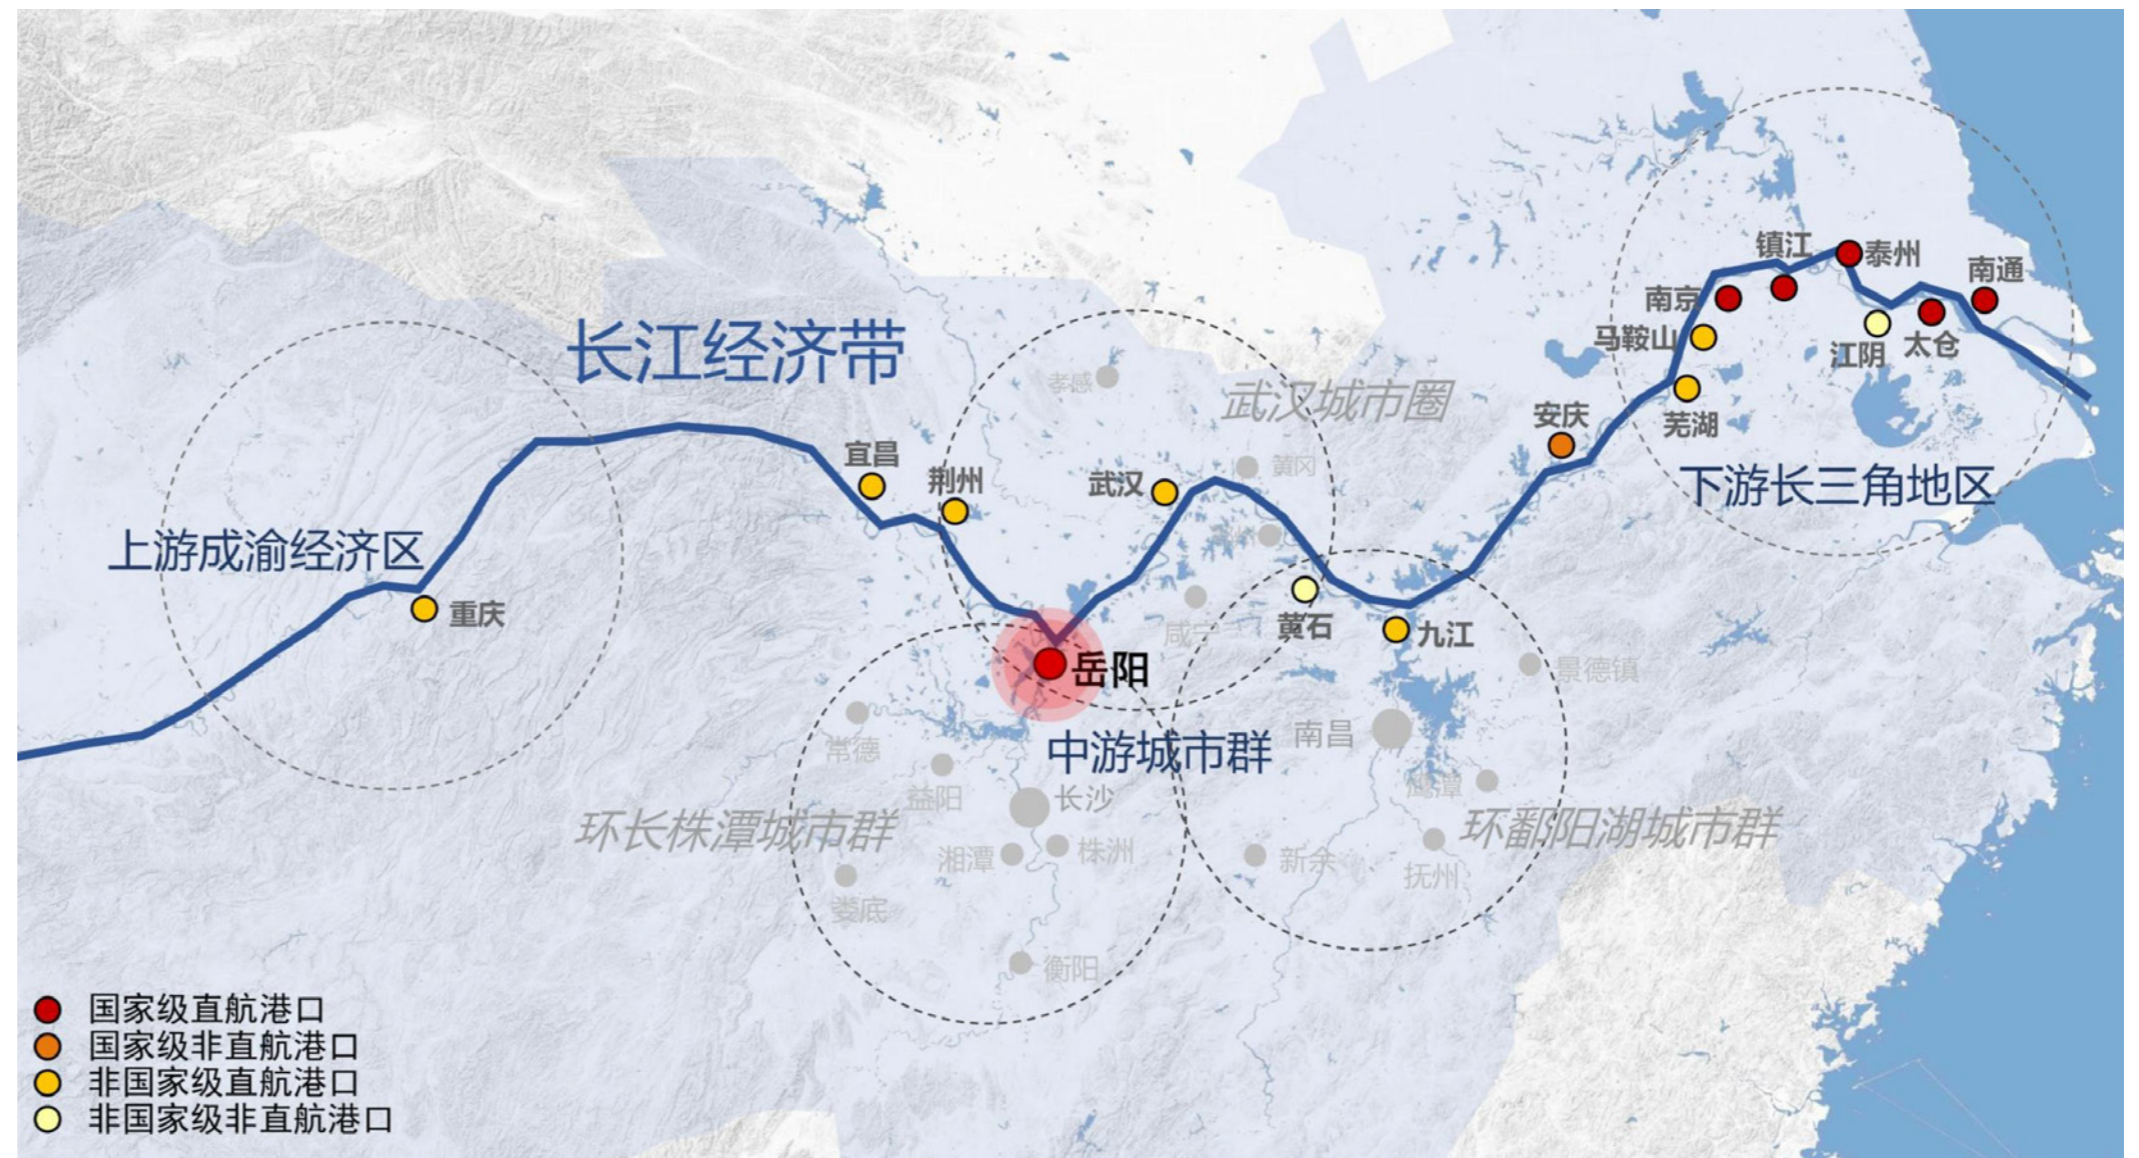 镇江
泰州
南通
南京
马鞍山
江阴
太仓
长江经济带
孝感
武汉城市圈
芜湖
安庆
宜昌
荆州
武汉
黄冈
下游长三角地区
上游成渝经济区
重庆
黄石
咸宁
九江
岳阳
景德镇
常德
中游城市群
南昌
益阳
长沙
鹰潭
环长株潭城市群
环鄱阳湖城市群
湘潭
株洲
新余
抚州
娄底
衡阳
国家级直航港口
国家级非直航港口
非国家级直航港口
非国家级非直航港口